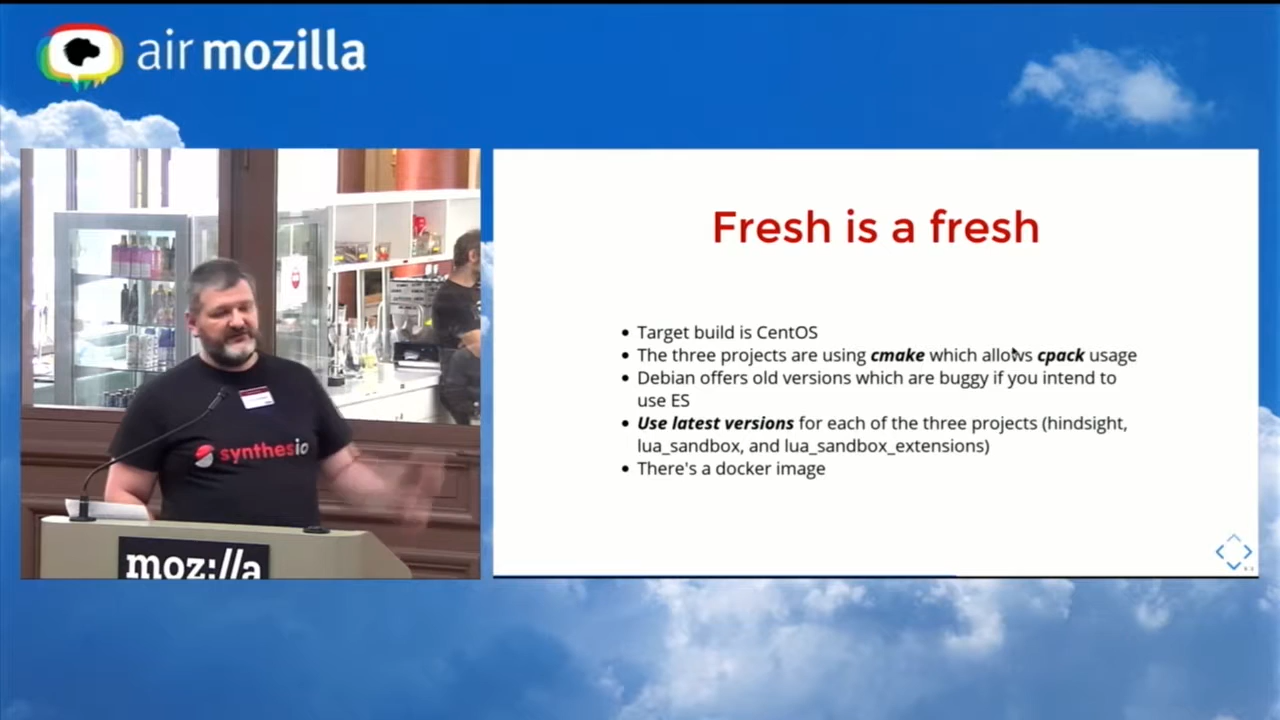 air mozilla
Fresh is a fresh
Target build is CentOS
The three projects are using cmake which allows cpack usage
Debian offers old versions which are buggy if you intend to
use ES
Use latest versions for each of the three projects (hindsight,
lua_sandbox, and lua_sandbox_extensions)
There's a docker image
synthesio
moz://a